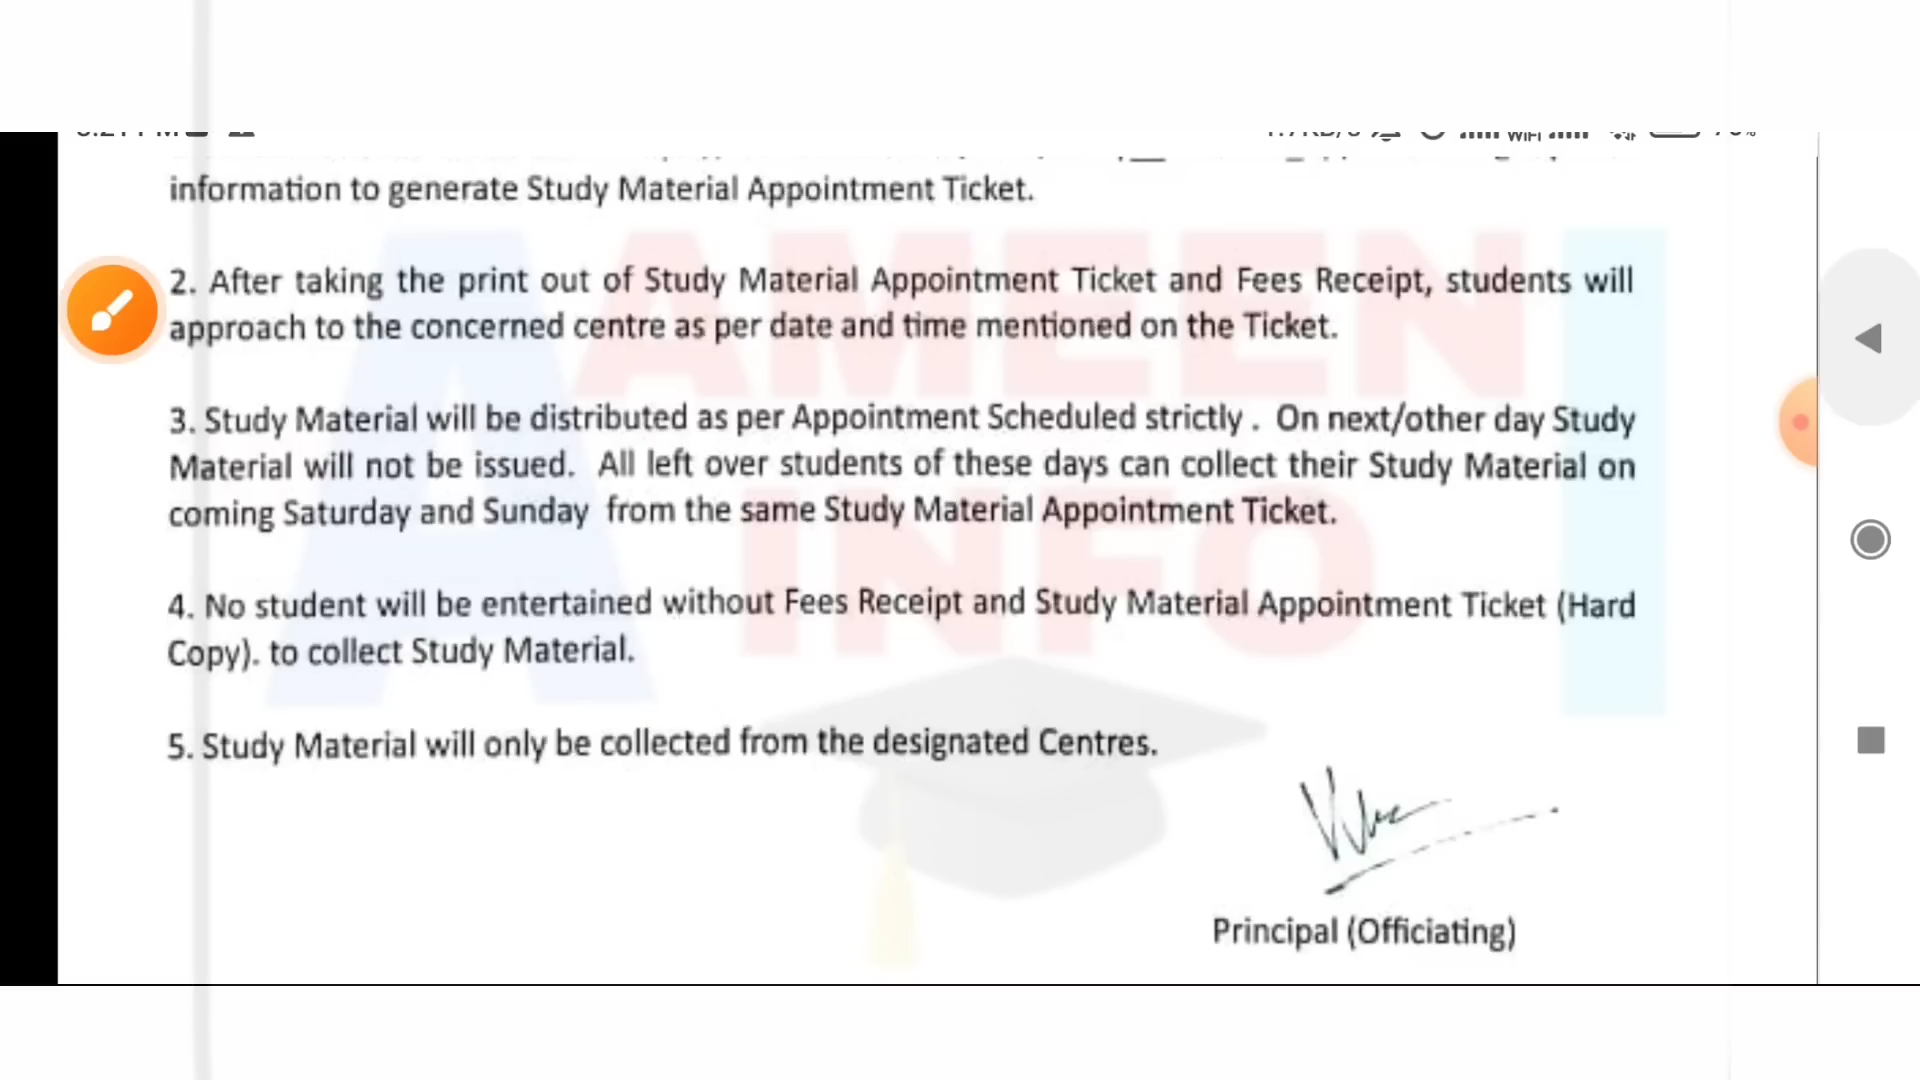 information to generate Study Material Appointment Ticket.
2. After taking the print out of Study Material Appointment Ticket and Fees Receipt, students will
approach to the concerned centre as per date and time mentioned on the Ticket.
3. Study Material will be distributed as per Appointment Scheduled strictly . On next/other day Study
Material will not be issued. All left over students of these days can collect their Study Material on
coming Saturday and Sunday from the same Study Material Appointment Ticket.
4. No student will be entertained without Fees Receipt and Study Material Appointment Ticket (Hard
Copy). to collect Study Material.
5. Study Material will only be collected from the designated Centres.
Principal (Officiating)
AMEEN
INFO